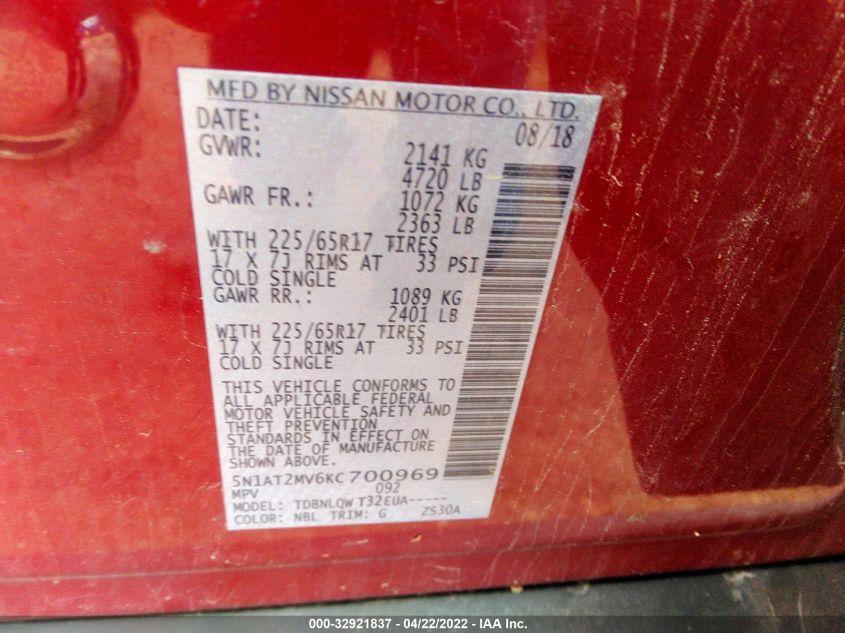 MFD BY NISSAN MOTOR CO., LTD.
DATE: 08/18
GVWR: 2141 KG
4720 LB
GAWR FR.: 1072 KG
2363 LB
WITH 225/65R17 TIRES
17 X 7J RIMS AT 33 PSI
COLD SINGLE
GAWR RR.: 1089 KG
2401 LB
WITH 225/65R17 TIRES
17 X 7J RIMS AT 33 PSI
COLD SINGLE
THIS VEHICLE CONFORMS TO
ALL APPLICABLE FEDERAL
MOTOR VEHICLE SAFETY AND
THEFT PREVENTION
STANDARDS IN EFFECT ON
THE DATE OF MANUFACTURE
SHOWN ABOVE.
5N1AT2MV6KC700969
MPV 092
MODEL: TDBNLQWT32EUA-----
COLOR: NBL TRIM: G ZS30A
000-32921837 - 04/22/2022 - IAA Inc.